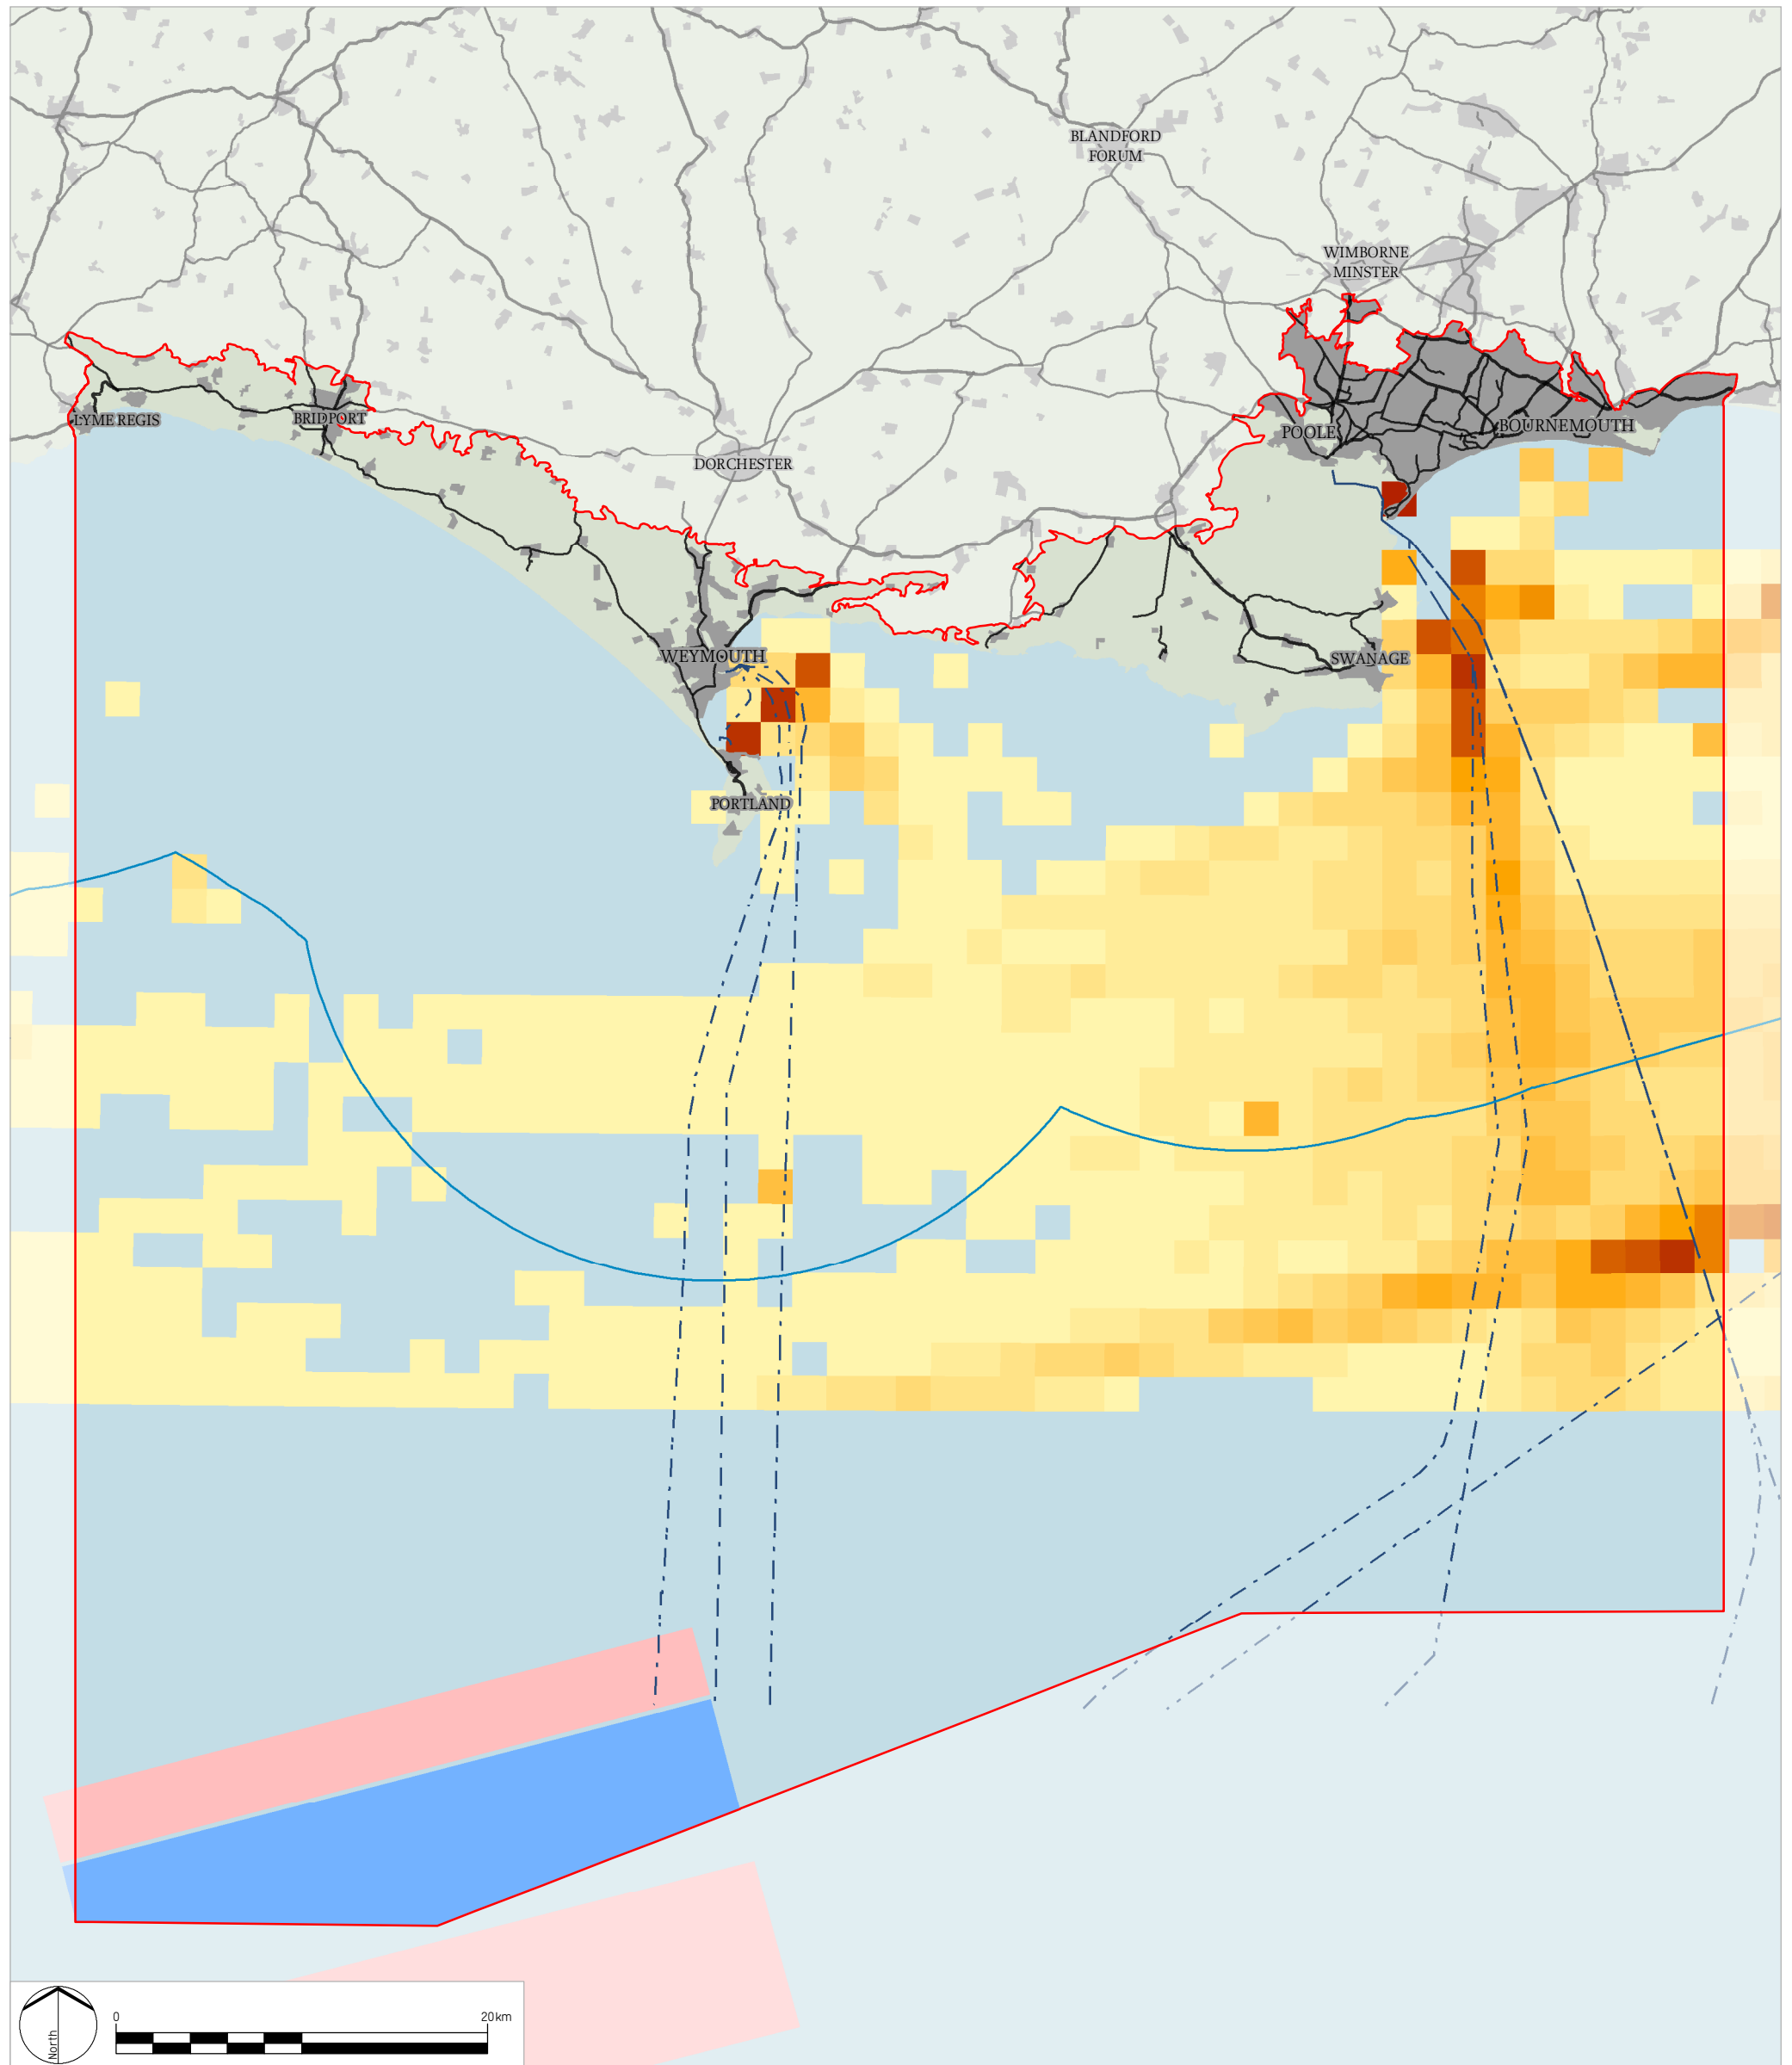 BLANDFORD
FORUM
WIMBORNE
MINSTER
LYME REGIS
BRIDPORT
POOLE
BOURNEMOUTH
DORCHESTER
WEYMOUTH
SWANAGE
PORTLAND
North
0
20km